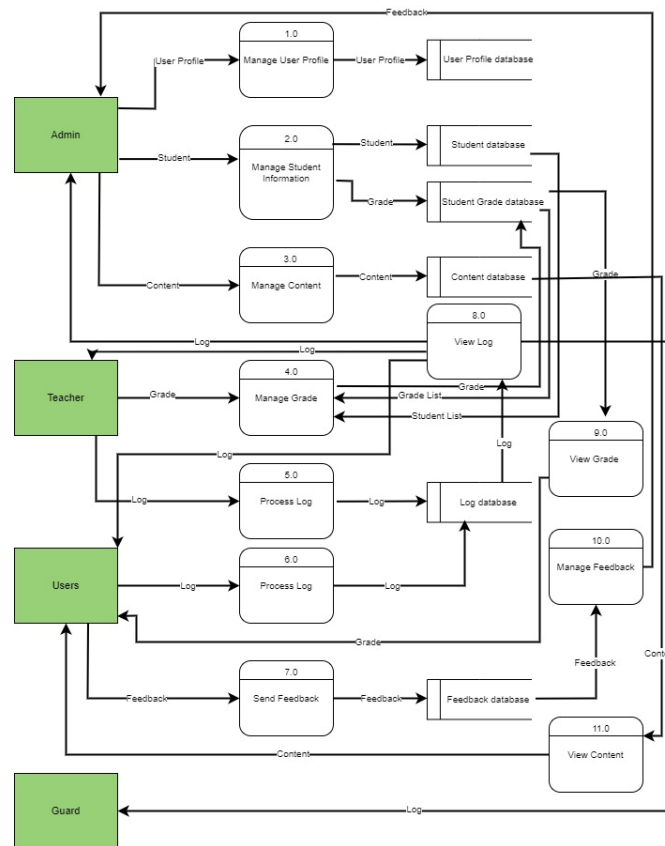 Feedback
1.0
Manage User Profile
User Profile
User Profile
User Profile database
Admin
2.0
Manage Student
Information
Student
Student
Student database
Grade
Student Grade database
3.0
Manage Content
Content
Content
Content database
Grade
8.0
View Log
Log
Log
Teacher
Grade
4.0
Manage Grade
Grade
Grade List
Student List
9.0
View Grade
Log
Log
5.0
Process Log
Log
Log
Log database
10.0
Manage Feedback
Users
6.0
Process Log
Log
Log
Grade
Conte
Feedback
7.0
Send Feedback
Feedback
Feedback
Feedback database
11.0
View Content
Content
Guard
Log